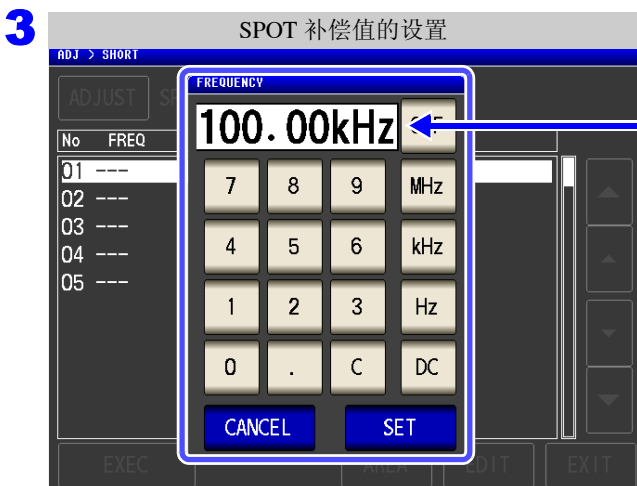 3
SPOT 补偿值的设置
ADJ > SHORT
ADJUST
FREQUENCY
100.00kHz
No FREQ
01 ---
02 ---
03 ---
04 ---
05 ---
7 8 9 MHz
4 5 6 kHz
1 2 3 Hz
0 . C DC
CANCEL SET
EXEC AREA EDIT EXIT